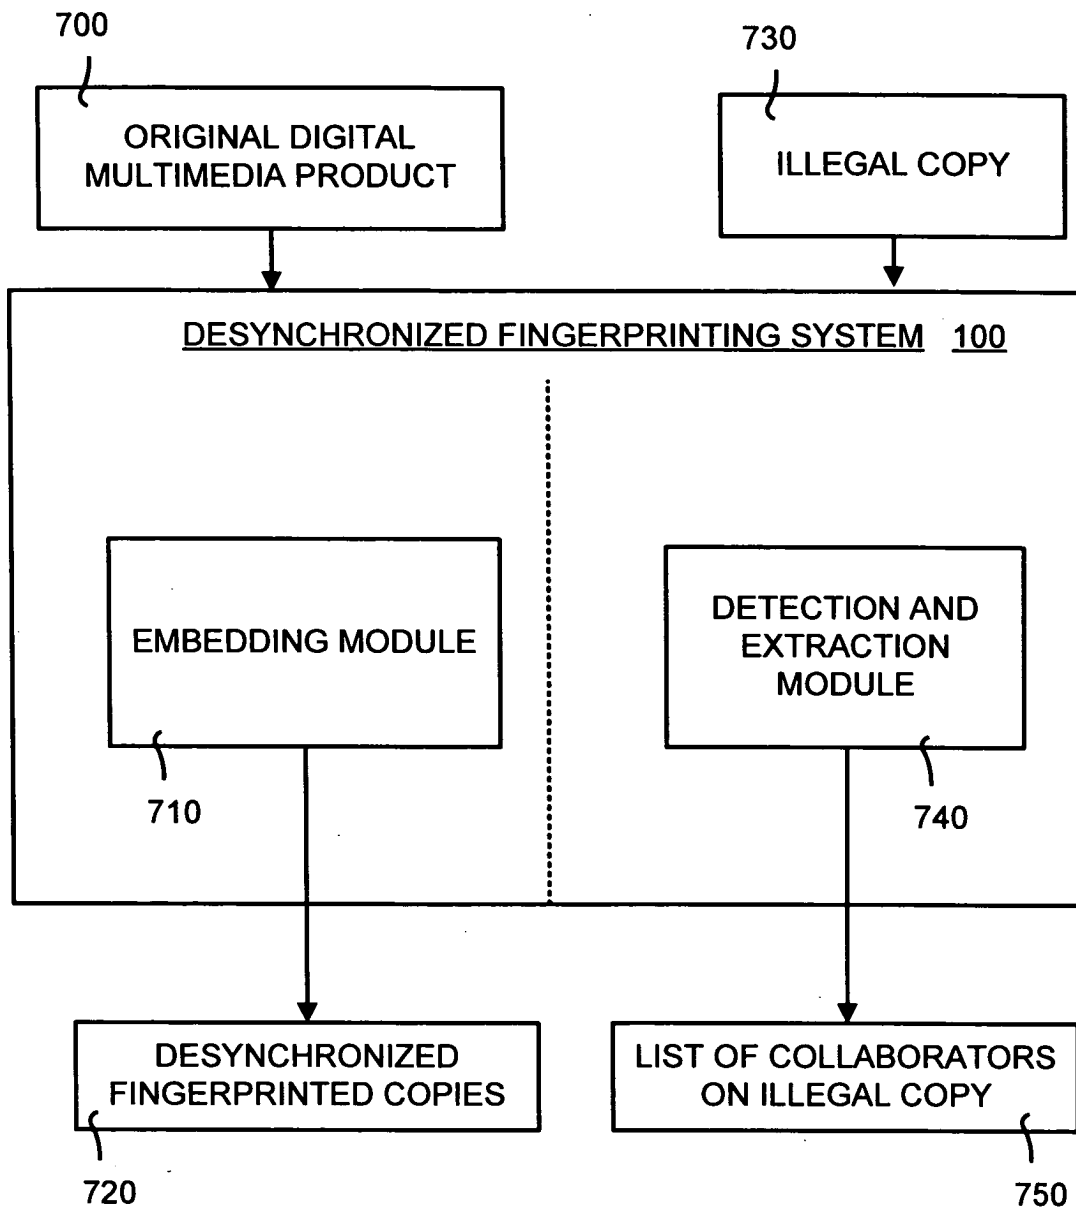 700
730
ORIGINAL DIGITAL
MULTIMEDIA PRODUCT
ILLEGAL COPY
DESYNCHRONIZED FINGERPRINTING SYSTEM 100
EMBEDDING MODULE
DETECTION AND
EXTRACTION
MODULE
710
740
DESYNCHRONIZED
FINGERPRINTED COPIES
LIST OF COLLABORATORS
ON ILLEGAL COPY
720
750